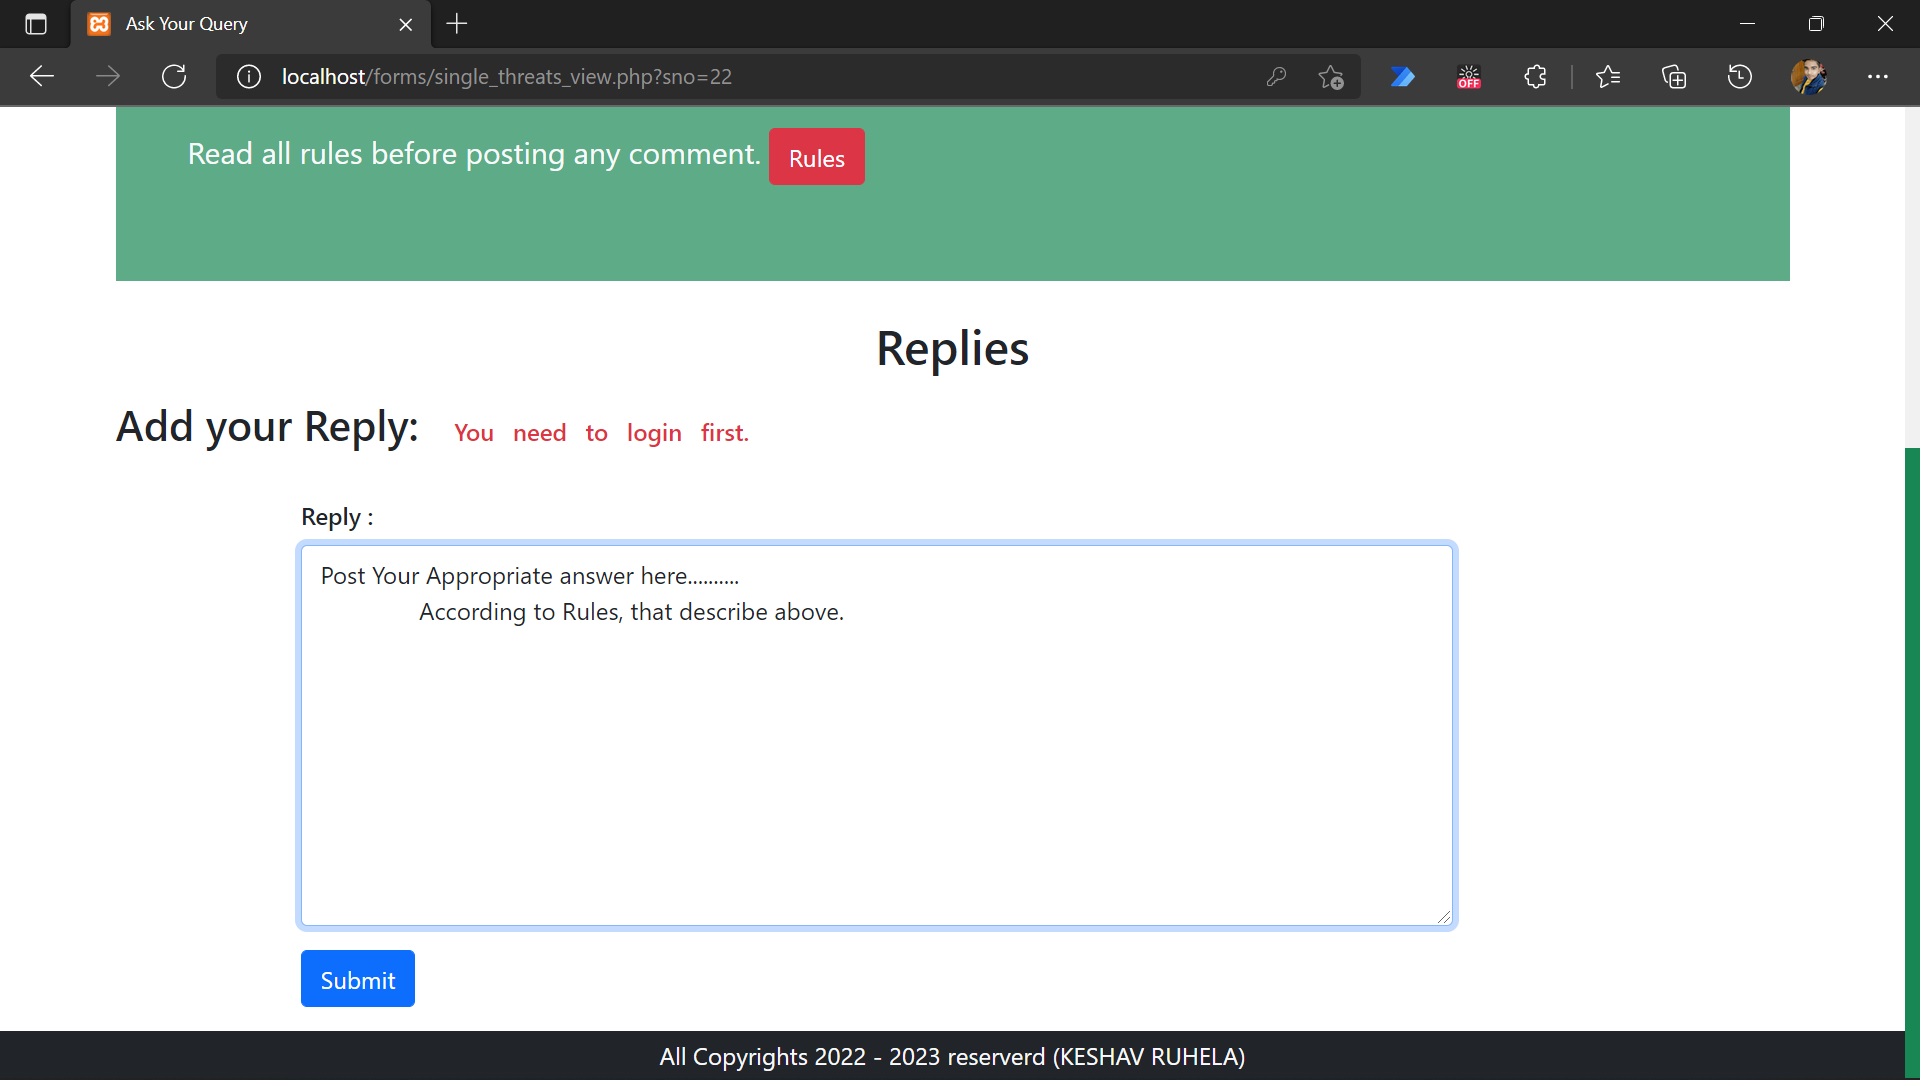 Ask Your Query
localhost/forms/single_threats_view.php?sno=22
OFF
Read all rules before posting any comment. Rules
Replies
Add your Reply: You need to login first.
Reply :
Post Your Appropriate answer here..........
According to Rules, that describe above.
Submit
All Copyrights 2022 - 2023 reserverd (KESHAV RUHELA)